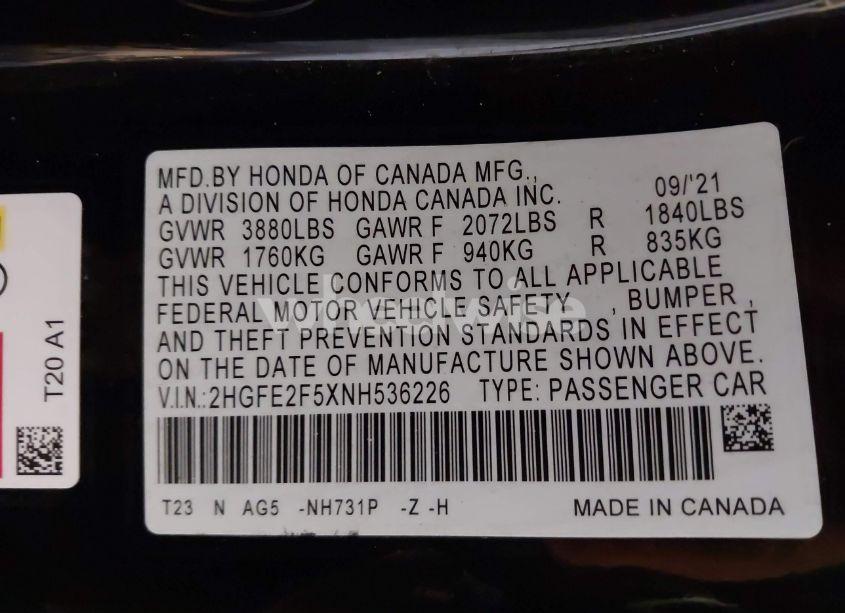 MFD.BY HONDA OF CANADA MFG.,
A DIVISION OF HONDA CANADA INC. 09/'21
GVWR 3880LBS GAWR F 2072LBS R 1840LBS
GVWR 1760KG GAWR F 940KG R 835KG
THIS VEHICLE CONFORMS TO ALL APPLICABLE
FEDERAL MOTOR VEHICLE SAFETY , BUMPER ,
AND THEFT PREVENTION STANDARDS IN EFFECT
ON THE DATE OF MANUFACTURE SHOWN ABOVE.
V.I.N.:2HGFE2F5XNH536226 TYPE: PASSENGER CAR
T23 N AG5 -NH731P -Z -H MADE IN CANADA
T20 A1
wheelwise